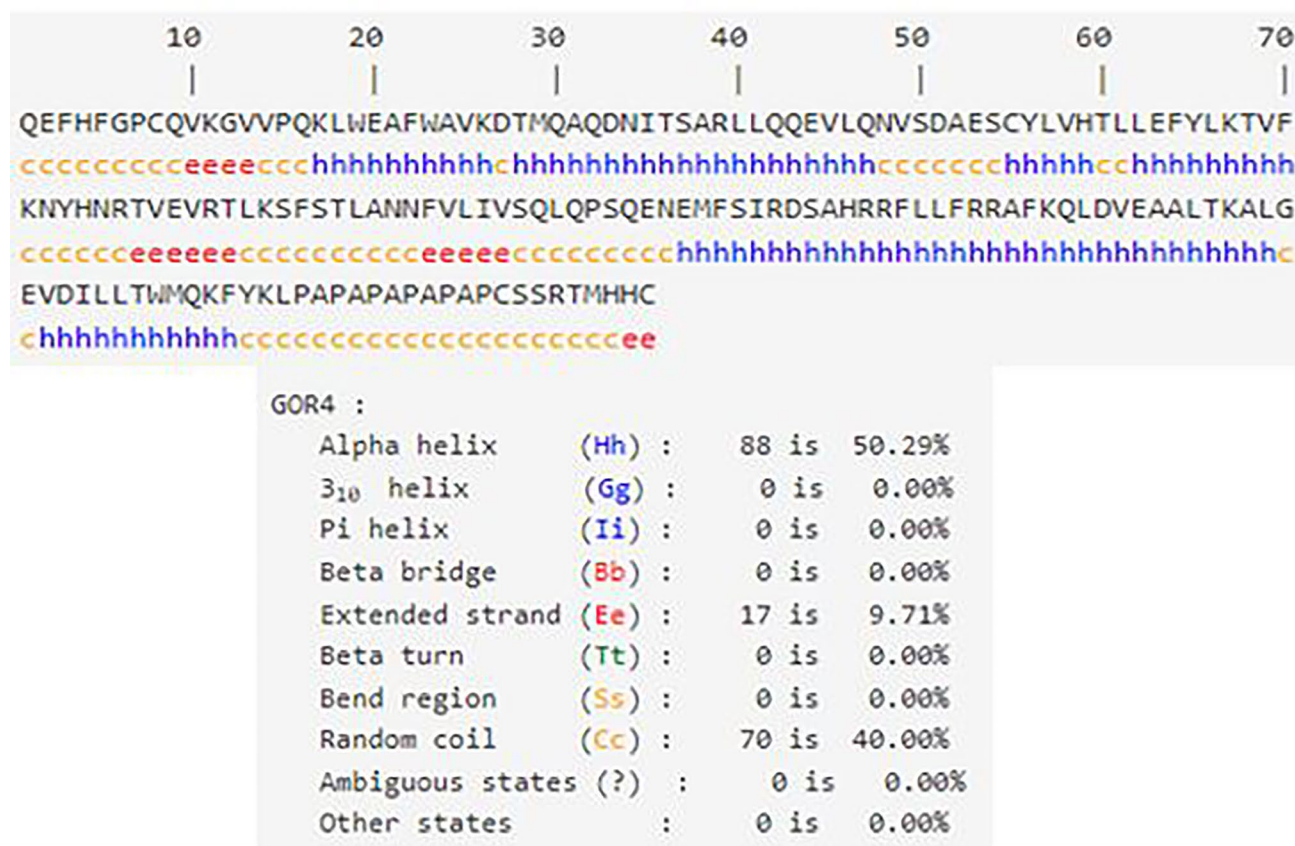 10 20 30 40 50 60 70
| | | | | | |
QEFHFGPCQVKGVVPQKLWEAFWAVKDTMQAQDNITSARLLQQEVLQNVSDAESCYLVHTLLEFYLKTVF
ccccccccceeeeccchhhhhhhhhhchhhhhhhhhhhhhhhhhhhhccccccchhhhhcchhhhhhhhh
KNYHNRTVEVRTLKSFSTLANNFVLIVSQLQPSQENEMFSIRDSAHRRFLLFRRAFKQLDVEAALTKALG
cccccceeeeeecccccccccceeeeeccccccccchhhhhhhhhhhhhhhhhhhhhhhhhhhhhhhhhc
EVDILLTWMQKFYKLPAPAPAPAPAPCSSRTMHHC
chhhhhhhhhhhcccccccccccccccccccccee
GOR4 :
Alpha helix (Hh) : 88 is 50.29%
3₁₀ helix (Gg) : 0 is 0.00%
Pi helix (Ii) : 0 is 0.00%
Beta bridge (Bb) : 0 is 0.00%
Extended strand (Ee) : 17 is 9.71%
Beta turn (Tt) : 0 is 0.00%
Bend region (Ss) : 0 is 0.00%
Random coil (Cc) : 70 is 40.00%
Ambiguous states (?) : 0 is 0.00%
Other states : 0 is 0.00%